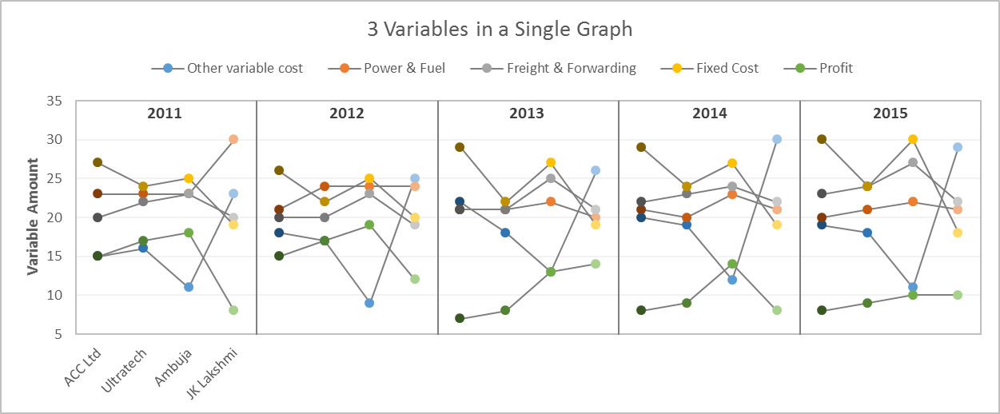 3 Variables in a Single Graph
Other variable cost Power & Fuel Freight & Forwarding Fixed Cost Profit
Variable Amount
35
30
25
20
15
10
5
2011 2012 2013 2014 2015
ACC Ltd
Ultratech
Ambuja
JK Lakshmi